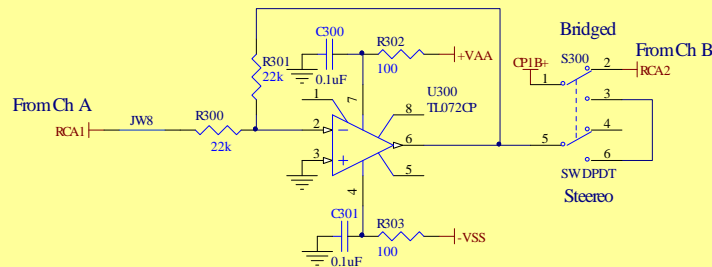 Bridged
C300
R302
+VAA
S300
From Ch B
R301
22k
0.1uF
100
CP1B+
2
RCA2
1
U300
TL072CP
1
7
3
From Ch A
8
RCA1
JW8
R300
2
4
6
5
22k
3
5
6
SWDPDT
4
Steereo
C301
R303
-VSS
0.1uF
100